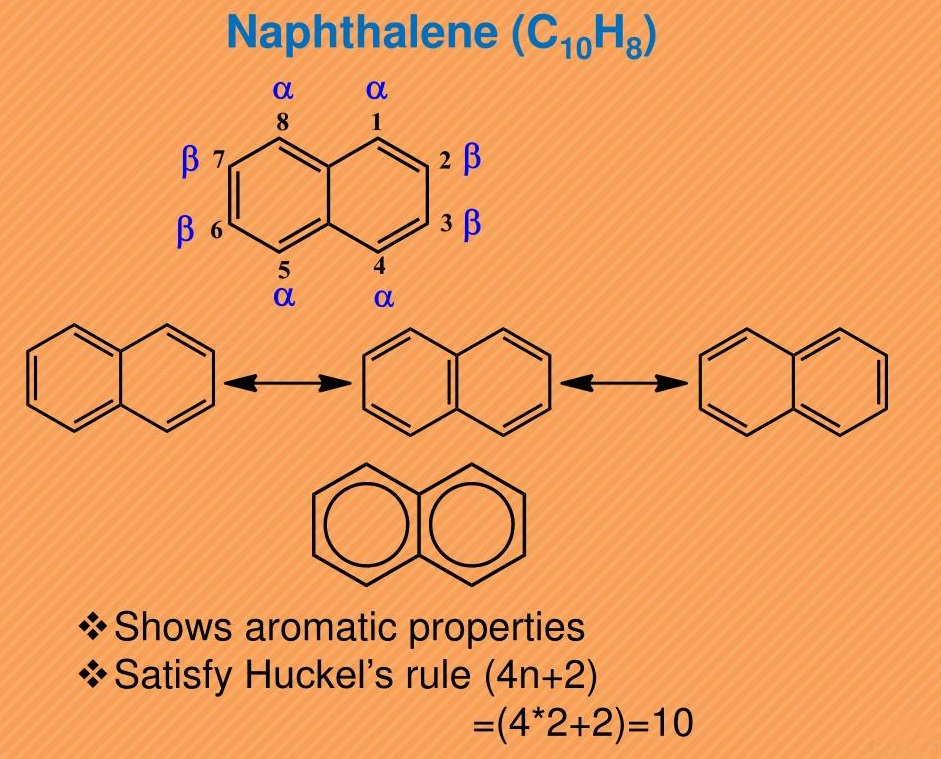 Naphthalene (C₁₀H₈)
α α
8 1
β 7 2 β
β 6 3 β
5 4
α α
❖ Shows aromatic properties
❖ Satisfy Huckel's rule (4n+2)
=(4*2+2)=10